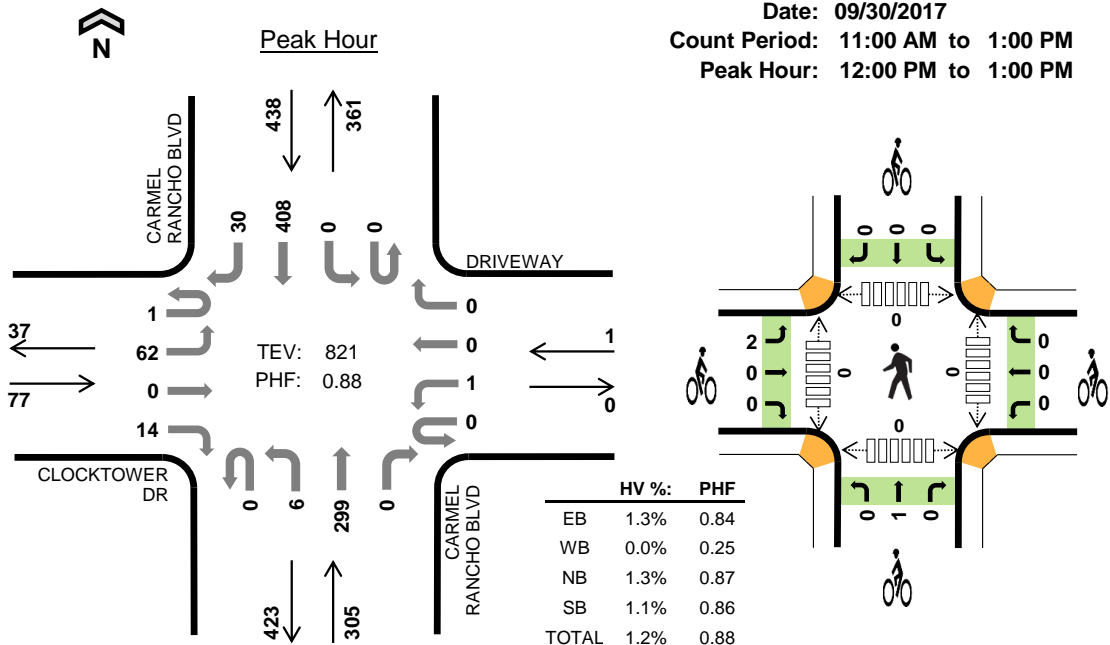 N
Peak Hour
Date: 09/30/2017
Count Period: 11:00 AM to 1:00 PM
Peak Hour: 12:00 PM to 1:00 PM
438
361
CARMEL
RANCHO BLVD
30
408
0
0
DRIVEWAY
1
62
0
14
37
77
TEV: 821
PHF: 0.88
0
0
1
0
1
0
CLOCKTOWER
DR
0
6
299
0
CARMEL
RANCHO BLVD
423
305
HV %: PHF
EB 1.3% 0.84
WB 0.0% 0.25
NB 1.3% 0.87
SB 1.1% 0.86
TOTAL 1.2% 0.88
0
0
0
0
2
0
0
0
0
0
0
0
0
0
1
0